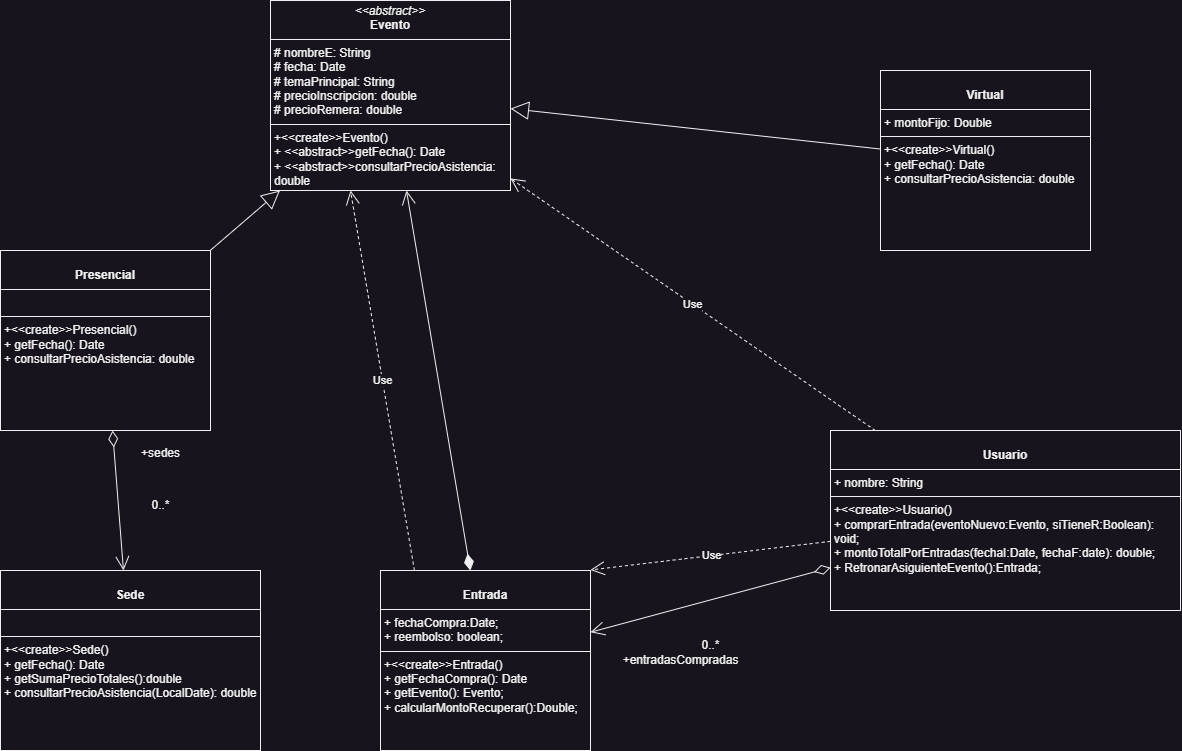 <<abstract>>
Evento
# nombreE: String
# fecha: Date
# temaPrincipal: String
# precioInscripcion: double
# precioRemera: double
+<<create>>Evento()
+ <<abstract>>getFecha(): Date
+ <<abstract>>consultarPrecioAsistencia:
double
Virtual
+ montoFijo: Double
+<<create>>Virtual()
+ getFecha(): Date
+ consultarPrecioAsistencia: double
Presencial
+<<create>>Presencial()
+ getFecha(): Date
+ consultarPrecioAsistencia: double
Use
Use
+sedes
0..*
Usuario
+ nombre: String
+<<create>>Usuario()
+ comprarEntrada(eventoNuevo:Evento, siTieneR:Boolean):
void;
+ montoTotalPorEntradas(fechaI:Date, fechaF:date): double;
+ RetronarAsiguienteEvento():Entrada;
Use
0..*
+entradasCompradas
Sede
+<<create>>Sede()
+ getFecha(): Date
+ getSumaPrecioTotales():double
+ consultarPrecioAsistencia(LocalDate): double
Entrada
+ fechaCompra:Date;
+ reembolso: boolean;
+<<create>>Entrada()
+ getFechaCompra(): Date
+ getEvento(): Evento;
+ calcularMontoRecuperar():Double;